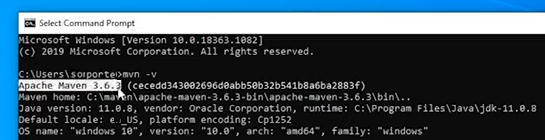 Select Command Prompt
Microsoft Windows [Version 10.0.18363.1082]
(c) 2019 Microsoft Corporation. All rights reserved.
C:\Users\sorporte>mvn -v
Apache Maven 3.6.3 (cecedd343002696d0abb50b32b541b8a6ba2883f)
Maven home: C:\maven\apache-maven-3.6.3-bin\apache-maven-3.6.3\bin\..
Java version: 11.0.8, vendor: Oracle Corporation, runtime: C:\Program Files\Java\jdk-11.0.8
Default locale: e_US, platform encoding: Cp1252
OS name: "windows 10", version: "10.0", arch: "amd64", family: "windows"